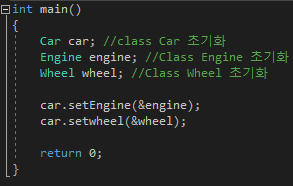 int main()
{
Car car; //class Car 초기화
Engine engine; //Class Engine 초기화
Wheel wheel; //Class Wheel 초기화
car.setEngine(&engine);
car.setwheel(&wheel);
return 0;
}